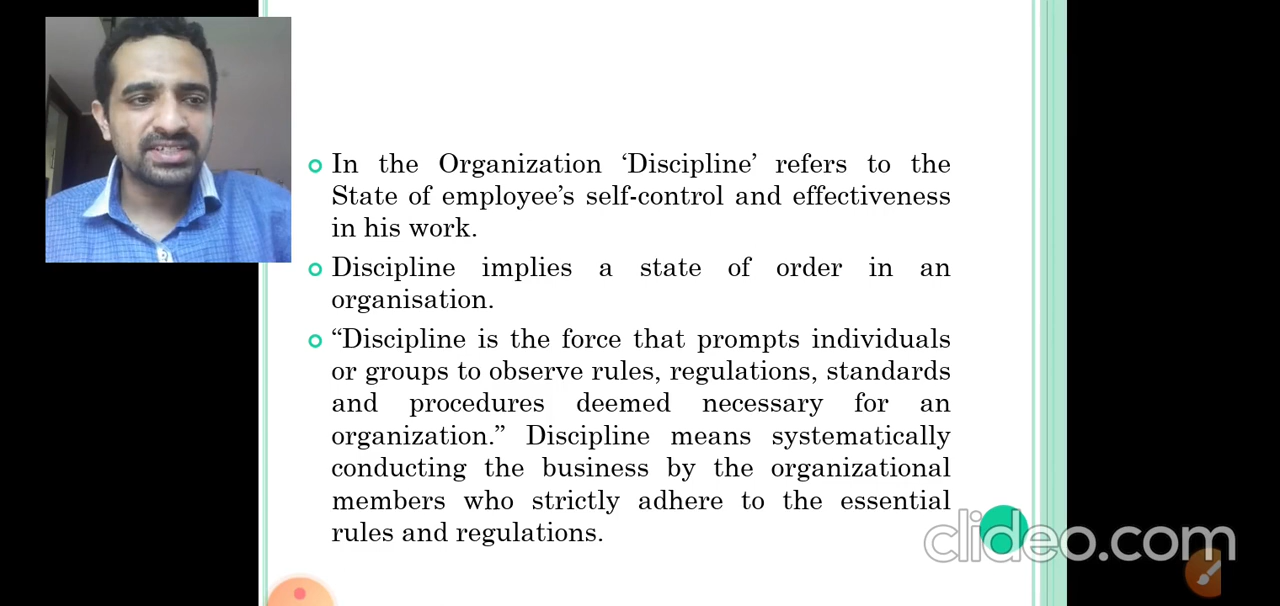 In the Organization ‘Discipline’ refers to the
State of employee’s self-control and effectiveness
in his work.
Discipline implies a state of order in an
organisation.
“Discipline is the force that prompts individuals
or groups to observe rules, regulations, standards
and procedures deemed necessary for an
organization.” Discipline means systematically
conducting the business by the organizational
members who strictly adhere to the essential
rules and regulations.
clideo.com